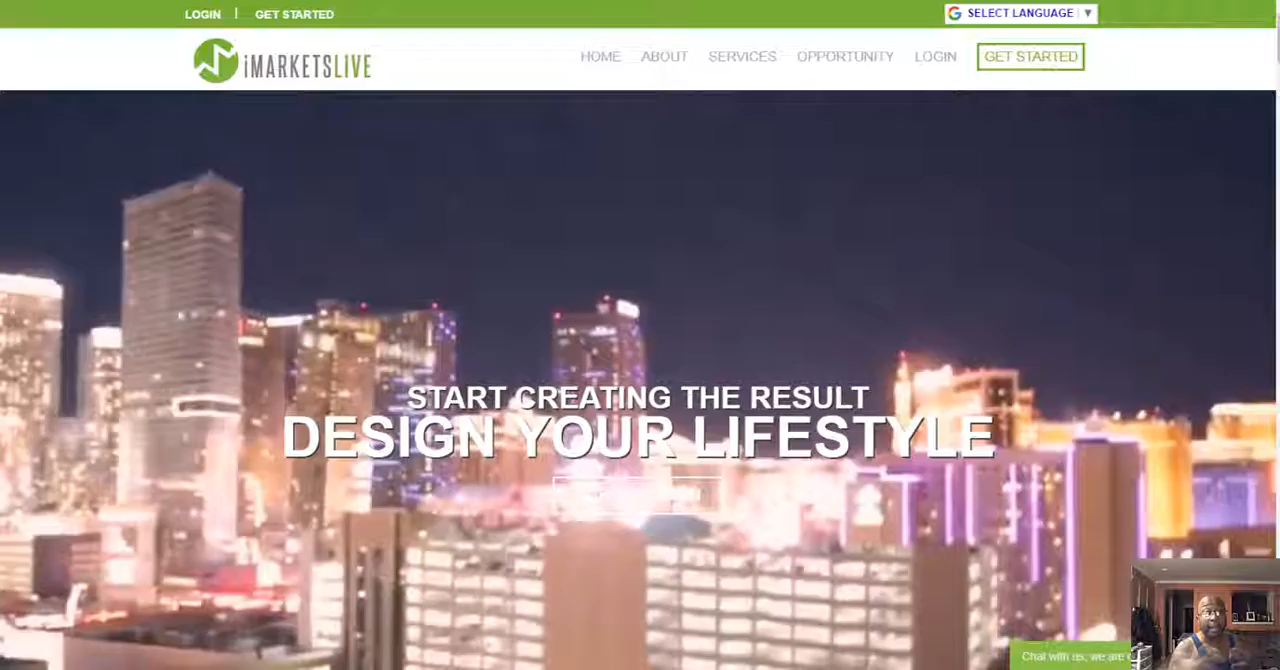 LOGIN | GET STARTED
SELECT LANGUAGE ▼
iMARKETSLIVE
HOME ABOUT SERVICES OPPORTUNITY LOGIN GET STARTED
START CREATING THE RESULT
DESIGN YOUR LIFESTYLE
Chat with us, we are